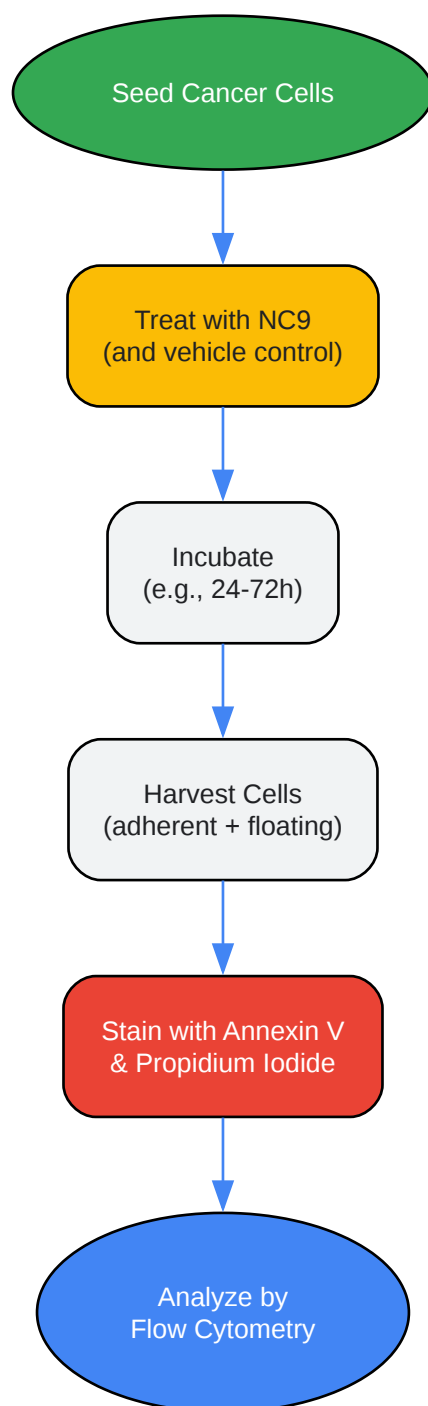 Seed Cancer Cells
Treat with NC9
(and vehicle control)
Incubate
(e.g., 24-72h)
Harvest Cells
(adherent + floating)
Stain with Annexin V
& Propidium Iodide
Analyze by
Flow Cytometry